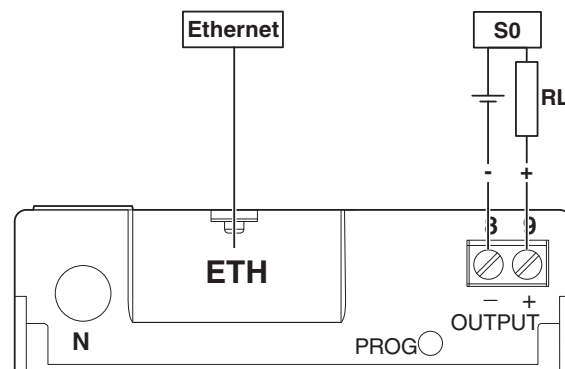 Ethernet
S0
RL
- +
8 9
ETH
– +
OUTPUT
N
PROG